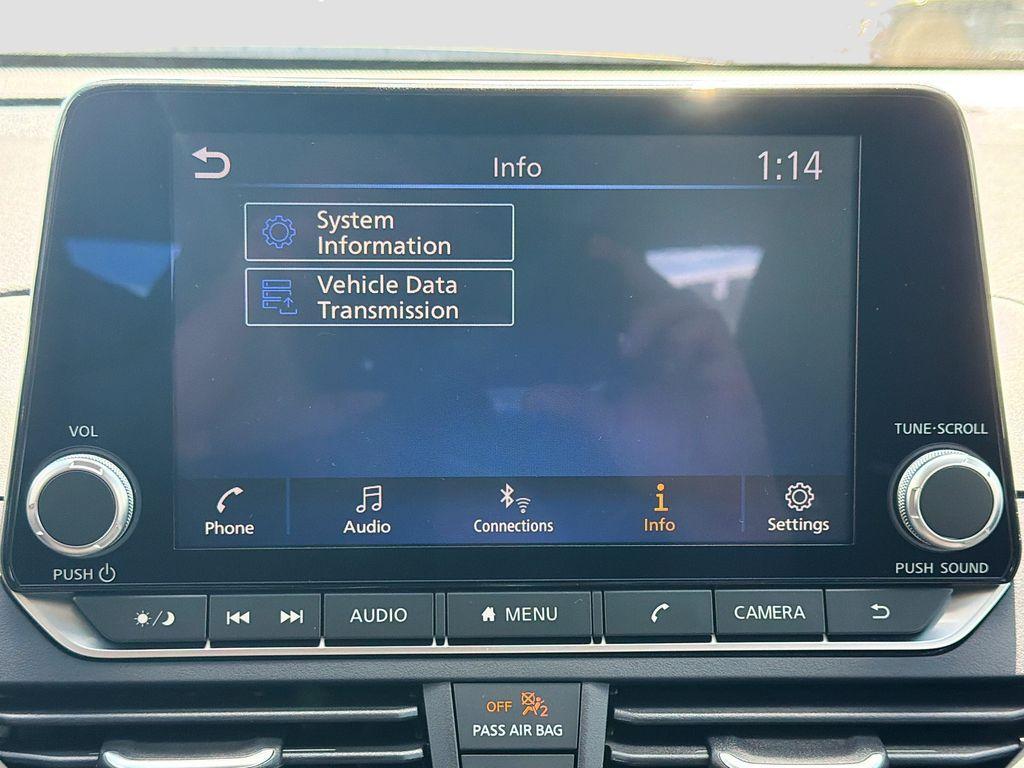 Info
1:14
System
Information
Vehicle Data
Transmission
VOL
TUNE·SCROLL
Phone
Audio
Connections
Info
Settings
PUSH
PUSH SOUND
AUDIO
MENU
CAMERA
OFF 2
PASS AIR BAG